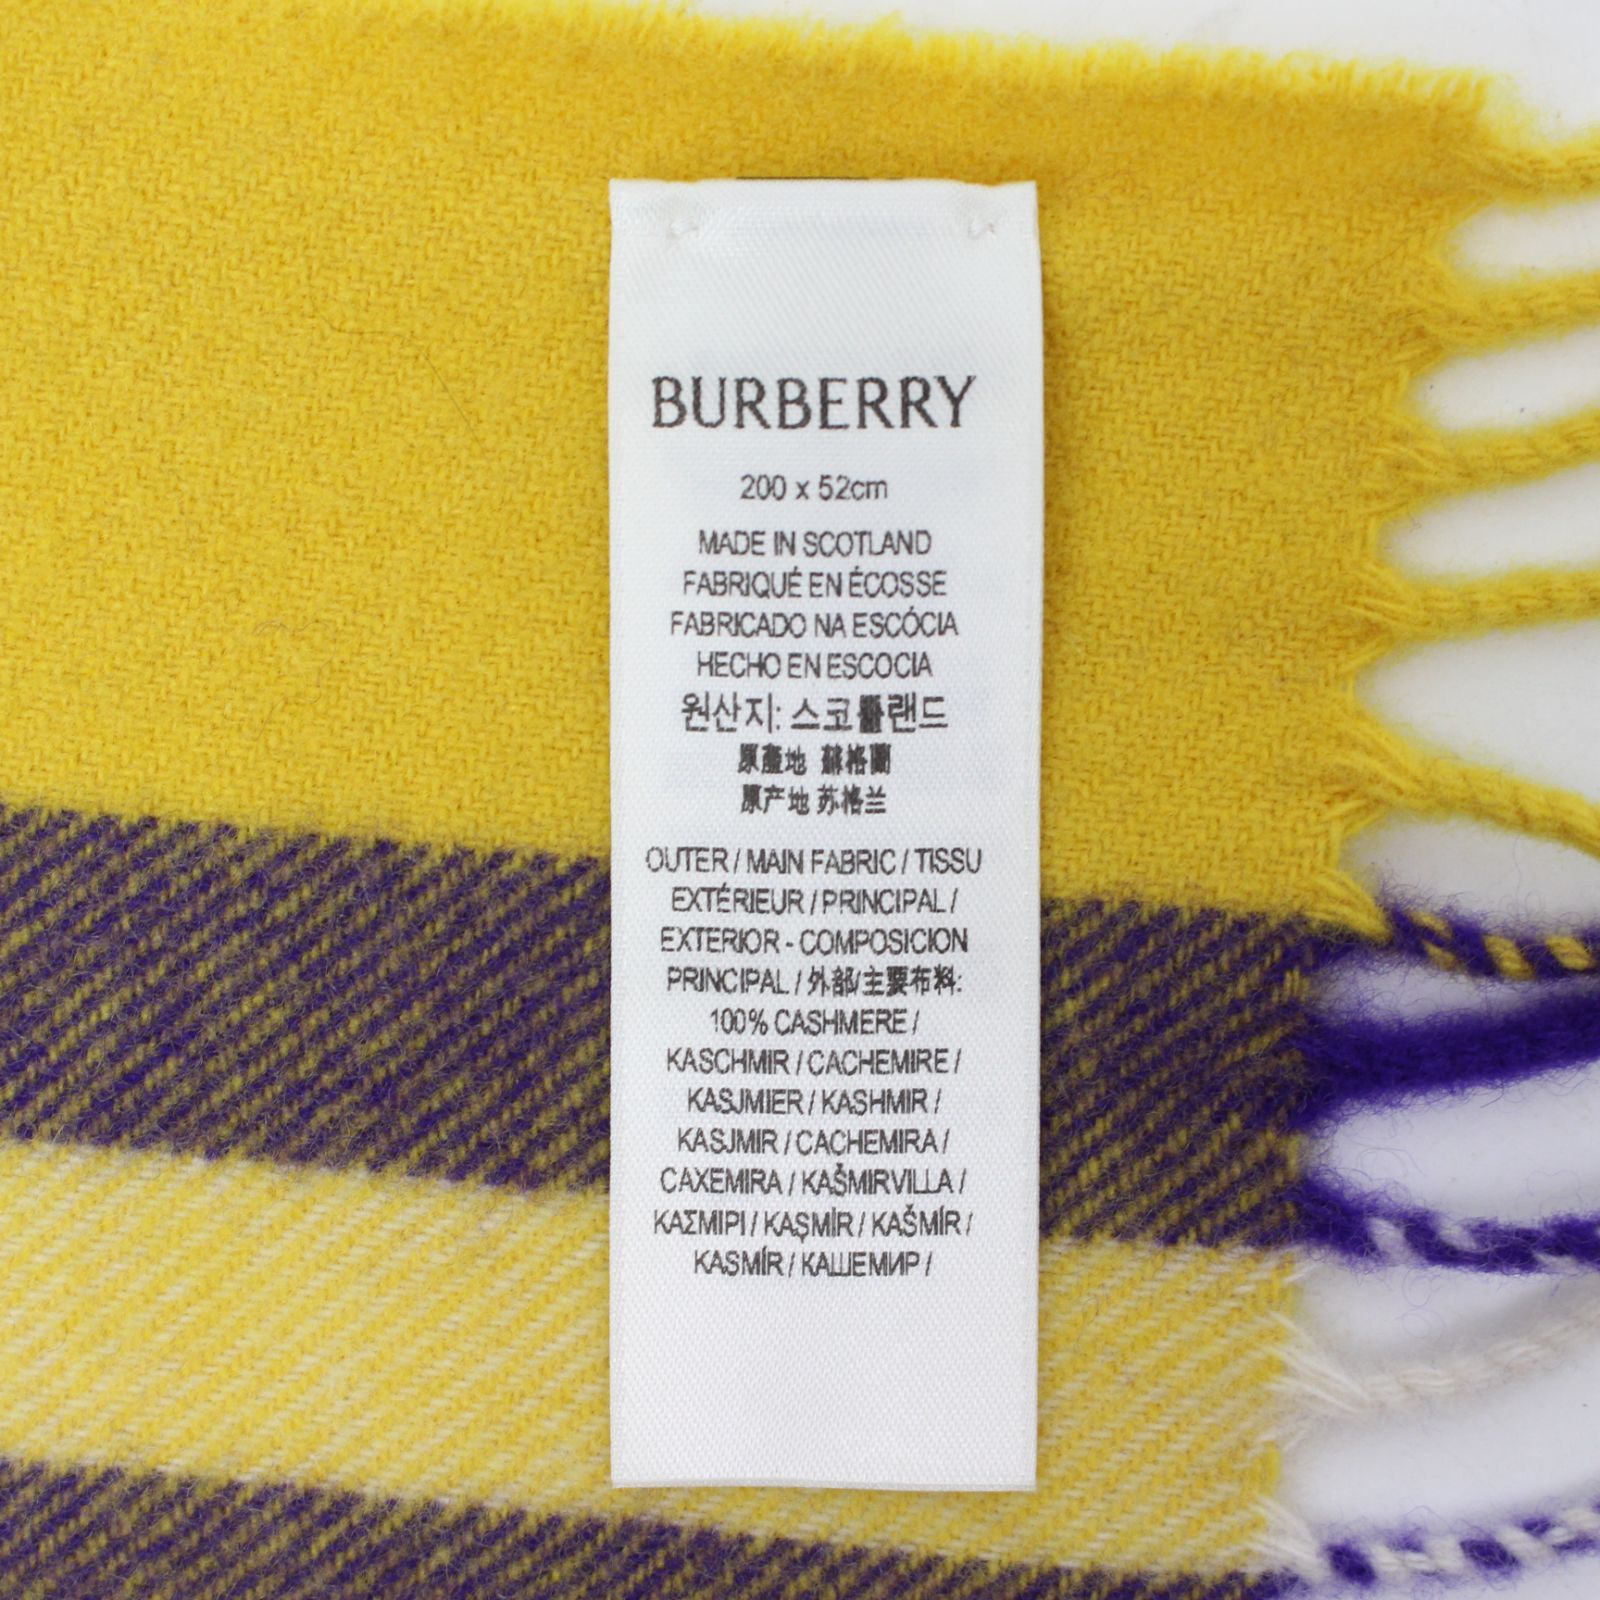 BURBERRY
200 x 52cm
MADE IN SCOTLAND
FABRIQUÉ EN ÉCOSSE
FABRICADO NA ESCÓCIA
HECHO EN ESCOCIA
원산지: 스코틀랜드
原產地 蘇格蘭
原产地 苏格兰
OUTER / MAIN FABRIC / TISSU
EXTÉRIEUR / PRINCIPAL /
EXTERIOR - COMPOSICION
PRINCIPAL / 外部/主要布料:
100% CASHMERE /
KASCHMIR / CACHEMIRE /
KASJMIER / KASHMIR /
KASJMIR / CACHEMIRA /
CAXEMIRA / KAŠMIRVILLA /
ΚΑΣΜΙΡΙ / KAŞMİR / KAŠMÍR /
KASMÍR / КАШЕМИР /